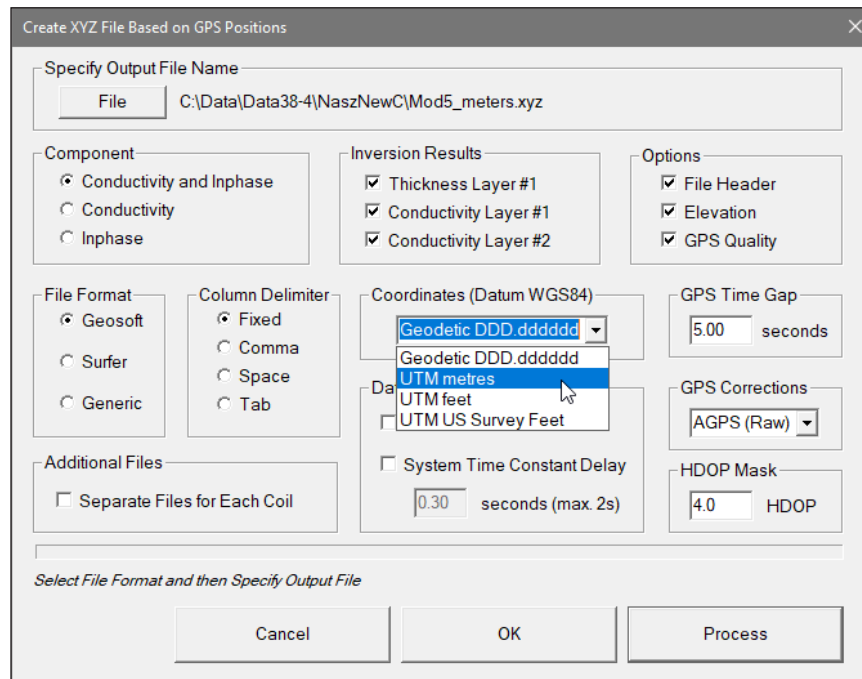 Create XYZ File Based on GPS Positions
Specify Output File Name
File C:\Data\Data38-4\NaszNewC\Mod5_meters.xyz
Component
Conductivity and Inphase
Conductivity
Inphase
Inversion Results
Thickness Layer #1
Conductivity Layer #1
Conductivity Layer #2
Options
File Header
Elevation
GPS Quality
File Format
Geosoft
Surfer
Generic
Column Delimiter
Fixed
Comma
Space
Tab
Coordinates (Datum WGS84)
Geodetic DDD.dddddd
Geodetic DDD.dddddd
UTM metres
UTM feet
UTM US Survey Feet
GPS Time Gap
5.00 seconds
System Time Constant Delay
0.30 seconds (max. 2s)
GPS Corrections
AGPS (Raw)
HDOP Mask
4.0 HDOP
Additional Files
Separate Files for Each Coil
Select File Format and then Specify Output File
Cancel OK Process